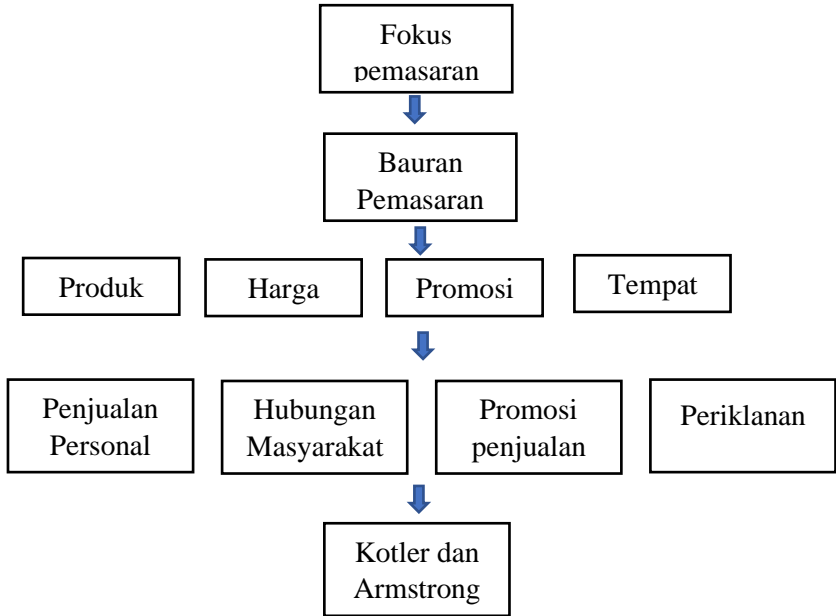 Fokus
pemasaran
Bauran
Pemasaran
Produk
Harga
Promosi
Tempat
Penjualan
Personal
Hubungan
Masyarakat
Promosi
penjualan
Periklanan
Kotler dan
Armstrong